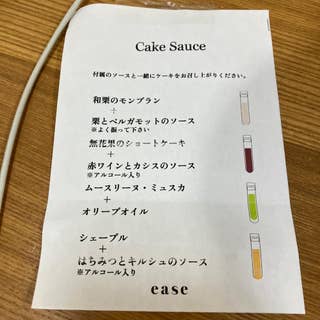 Cake Sauce
付属のソースと一緒にケーキをお召し上がりください。
和栗のモンブラン
+
栗とベルガモットのソース
※よく振って下さい
無花果のショートケーキ
+
赤ワインとカシスのソース
※アルコール入り
ムースリーヌ・ミュスカ
+
オリーブオイル
シェーブル
+
はちみつとキルシュのソース
※アルコール入り
ease